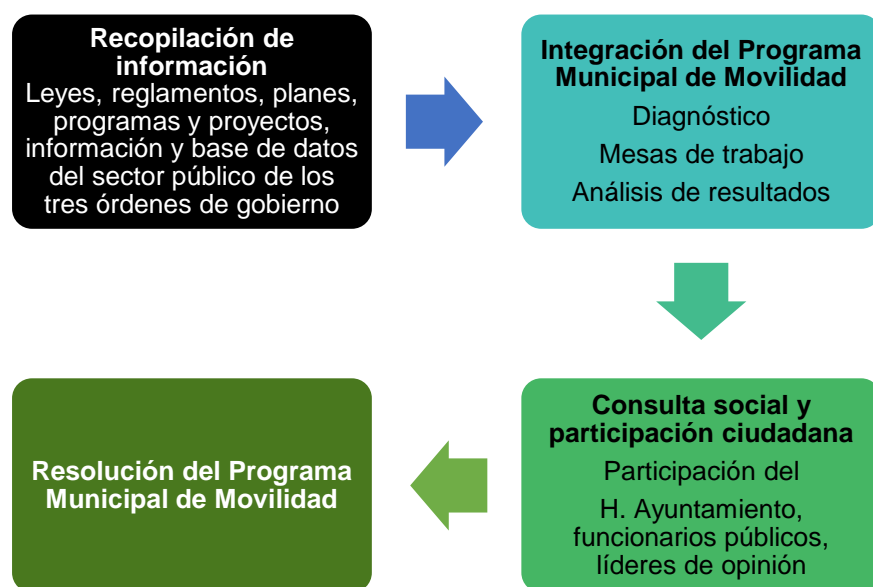 Recopilación de
información
Leyes, reglamentos, planes,
programas y proyectos,
información y base de datos
del sector público de los
tres órdenes de gobierno
Integración del Programa
Municipal de Movilidad
Diagnóstico
Mesas de trabajo
Análisis de resultados
Consulta social y
participación ciudadana
Participación del
H. Ayuntamiento,
funcionarios públicos,
líderes de opinión
Resolución del Programa
Municipal de Movilidad